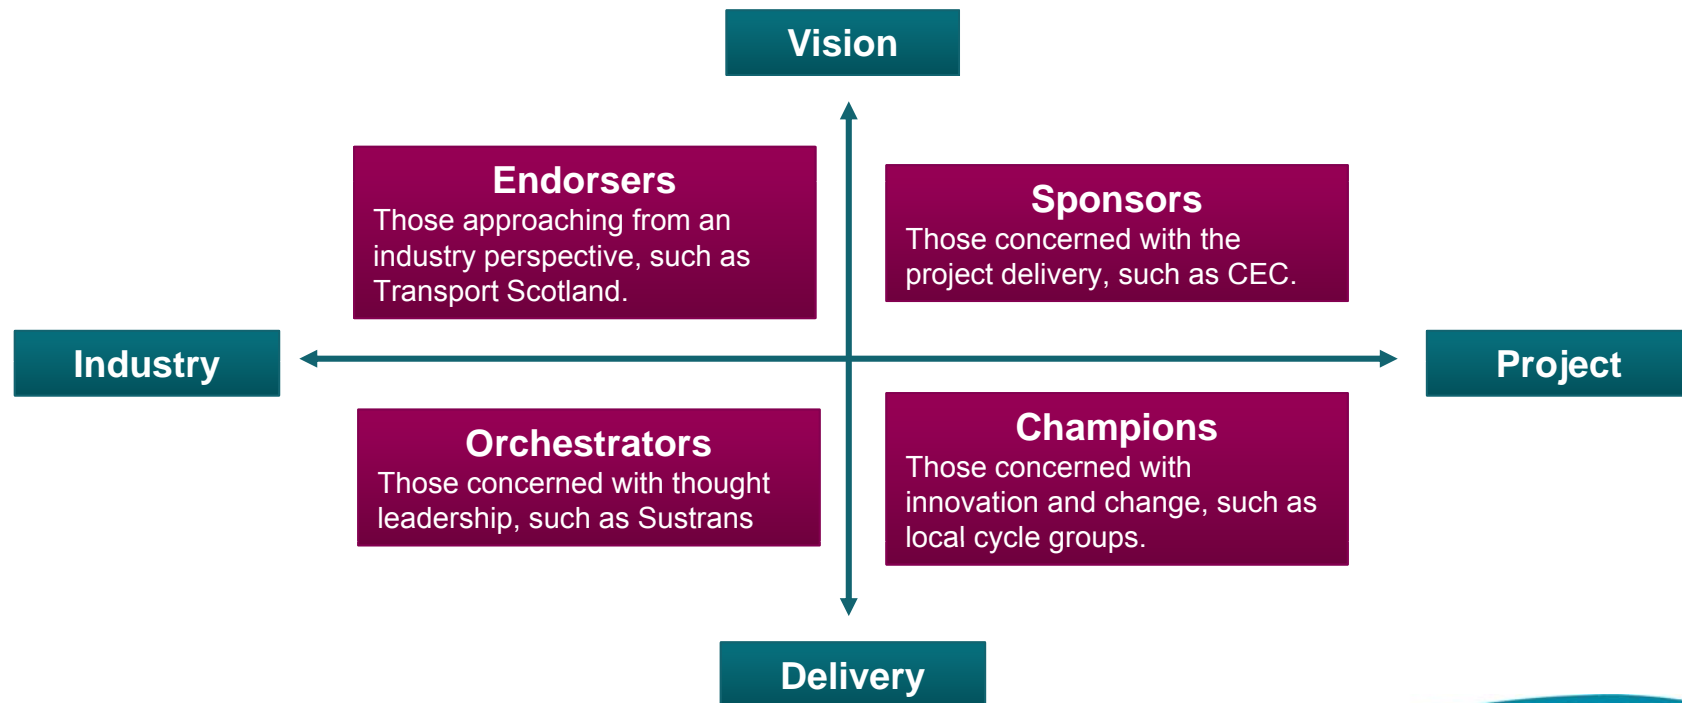 Vision
Endorsers
Those approaching from an
industry perspective, such as
Transport Scotland.
Sponsors
Those concerned with the
project delivery, such as CEC.
Industry
Project
Orchestrators
Those concerned with thought
leadership, such as Sustrans
Champions
Those concerned with
innovation and change, such as
local cycle groups.
Delivery